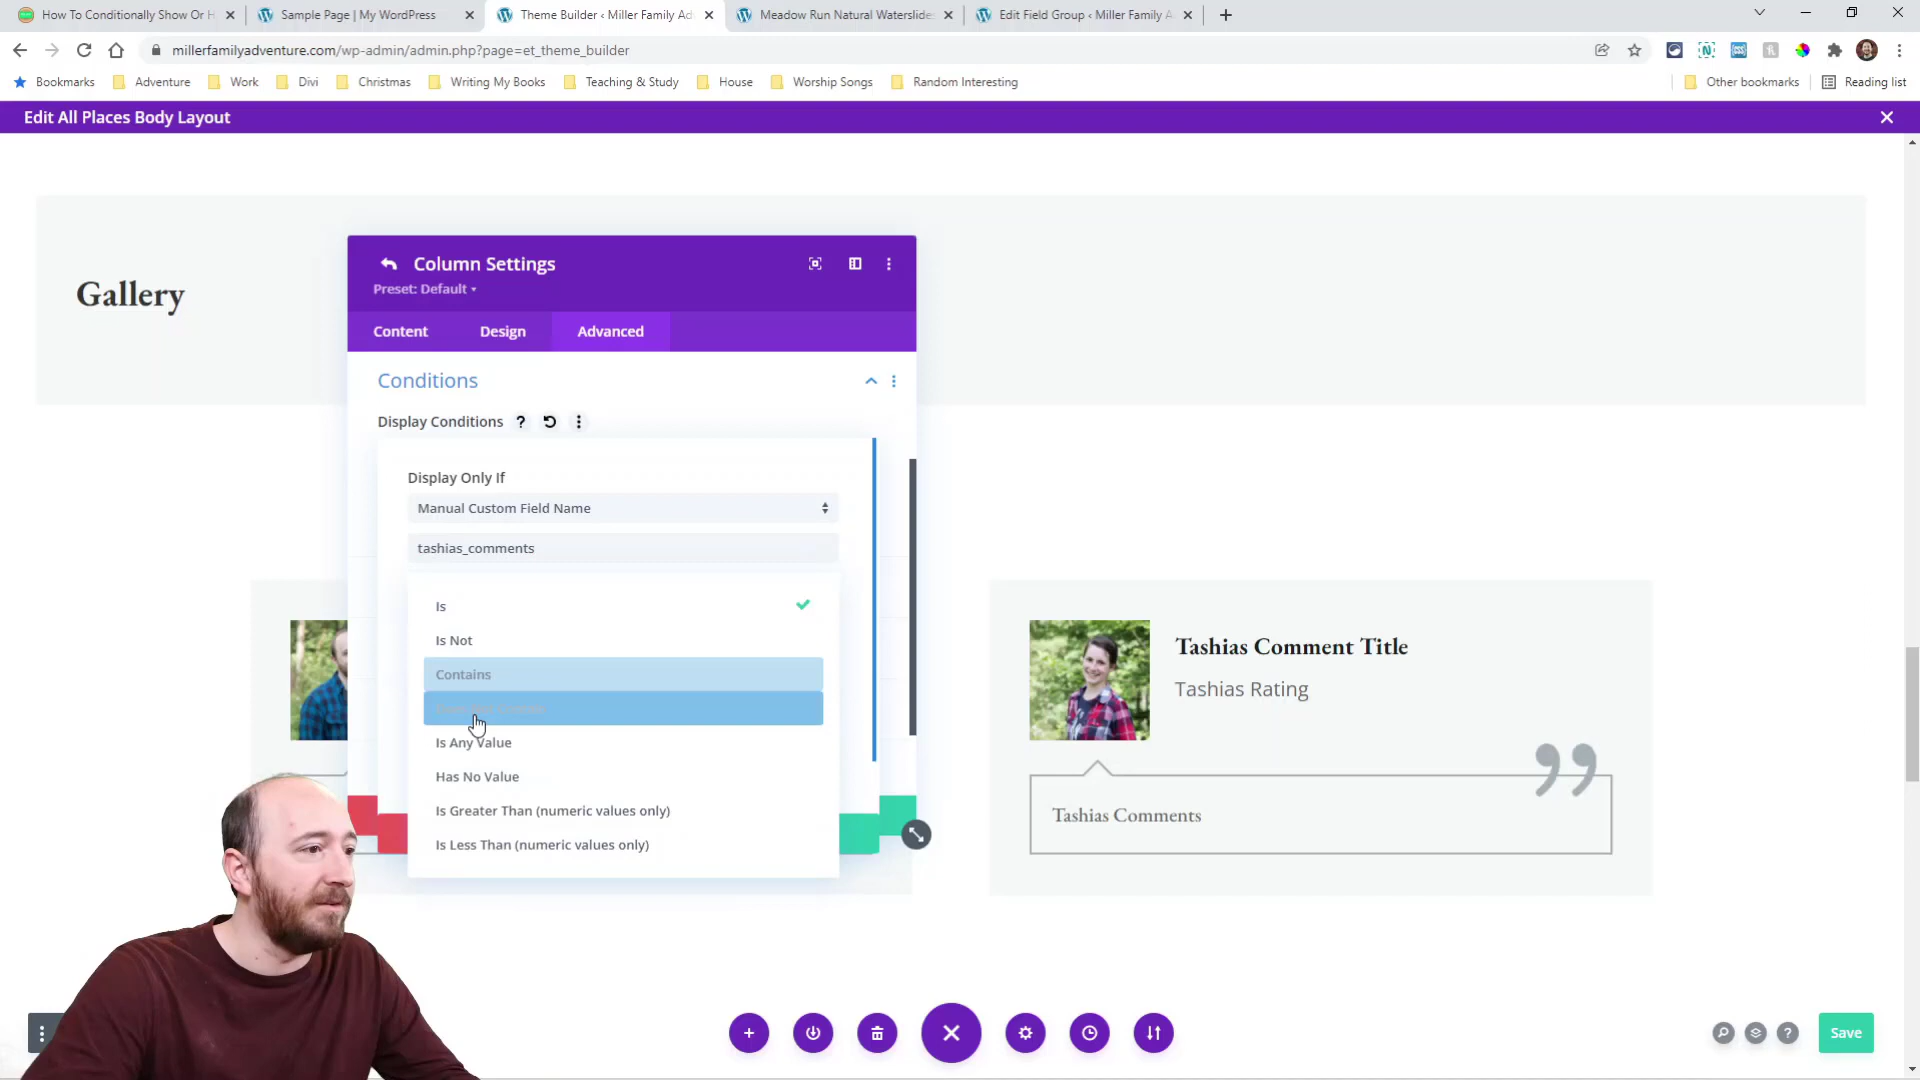 How To Conditionally Show Or H
Sample Page | My WordPress
Theme Builder ‹ Miller Family Ad
Meadow Run Natural Waterslides
Edit Field Group ‹ Miller Family A
millerfamilyadventure.com/wp-admin/admin.php?page=et_theme_builder
Bookmarks
Adventure
Work
Divi
Christmas
Writing My Books
Teaching & Study
House
Worship Songs
Random Interesting
Other bookmarks
Reading list
Edit All Places Body Layout
Gallery
Column Settings
Preset: Default
Content
Design
Advanced
Conditions
Display Conditions
Display Only If
Manual Custom Field Name
tashias_comments
Is
Is Not
Contains
Is Any Value
Has No Value
Is Greater Than (numeric values only)
Is Less Than (numeric values only)
Tashias Comment Title
Tashias Rating
Tashias Comments
Save